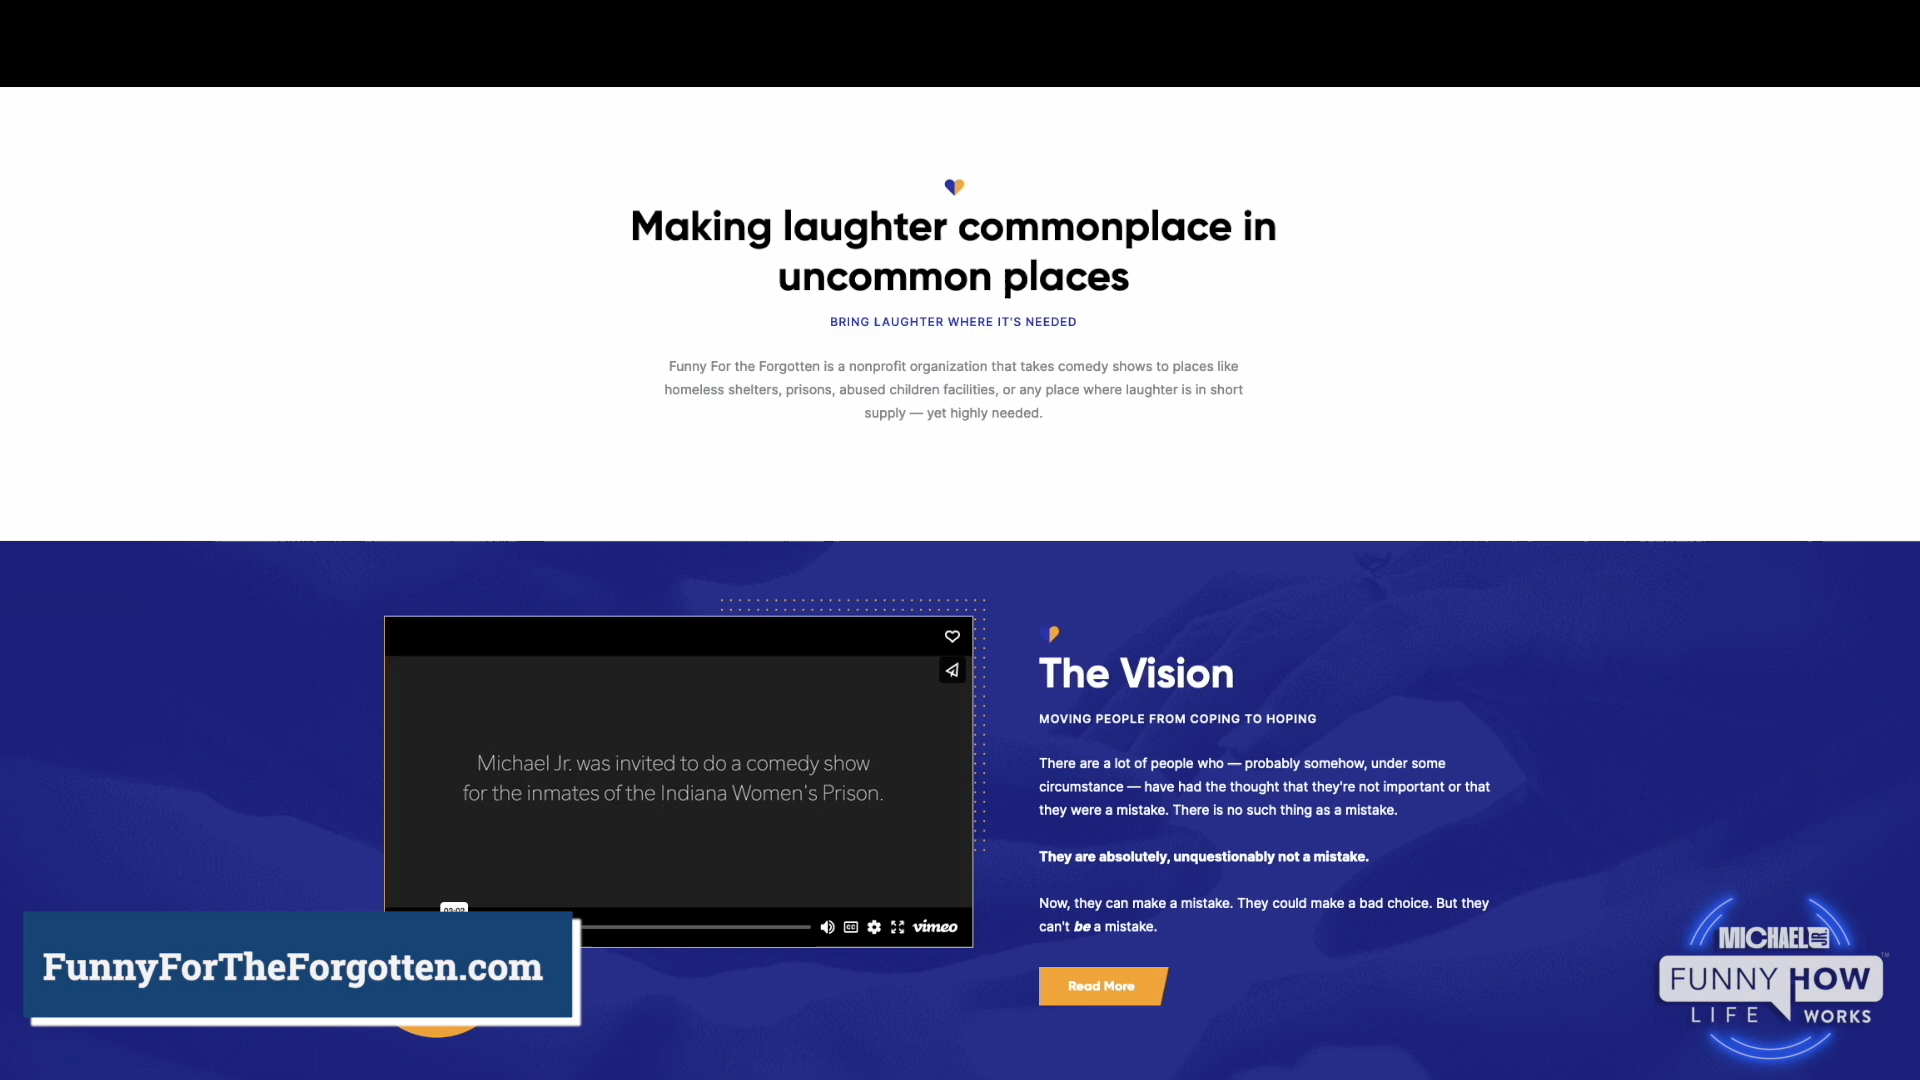 Making laughter commonplace in
uncommon places
BRING LAUGHTER WHERE IT'S NEEDED
Funny For the Forgotten is a nonprofit organization that takes comedy shows to places like
homeless shelters, prisons, abused children facilities, or any place where laughter is in short
supply — yet highly needed.
Michael Jr. was invited to do a comedy show
for the inmates of the Indiana Women's Prison.
vimeo
The Vision
MOVING PEOPLE FROM COPING TO HOPING
There are a lot of people who — probably somehow, under some
circumstance — have had the thought that they're not important or that
they were a mistake. There is no such thing as a mistake.
They are absolutely, unquestionably not a mistake.
Now, they can make a mistake. They could make a bad choice. But they
can't be a mistake.
Read More
FunnyForTheForgotten.com
MICHAEL JR.
FUNNY HOW
LIFE WORKS